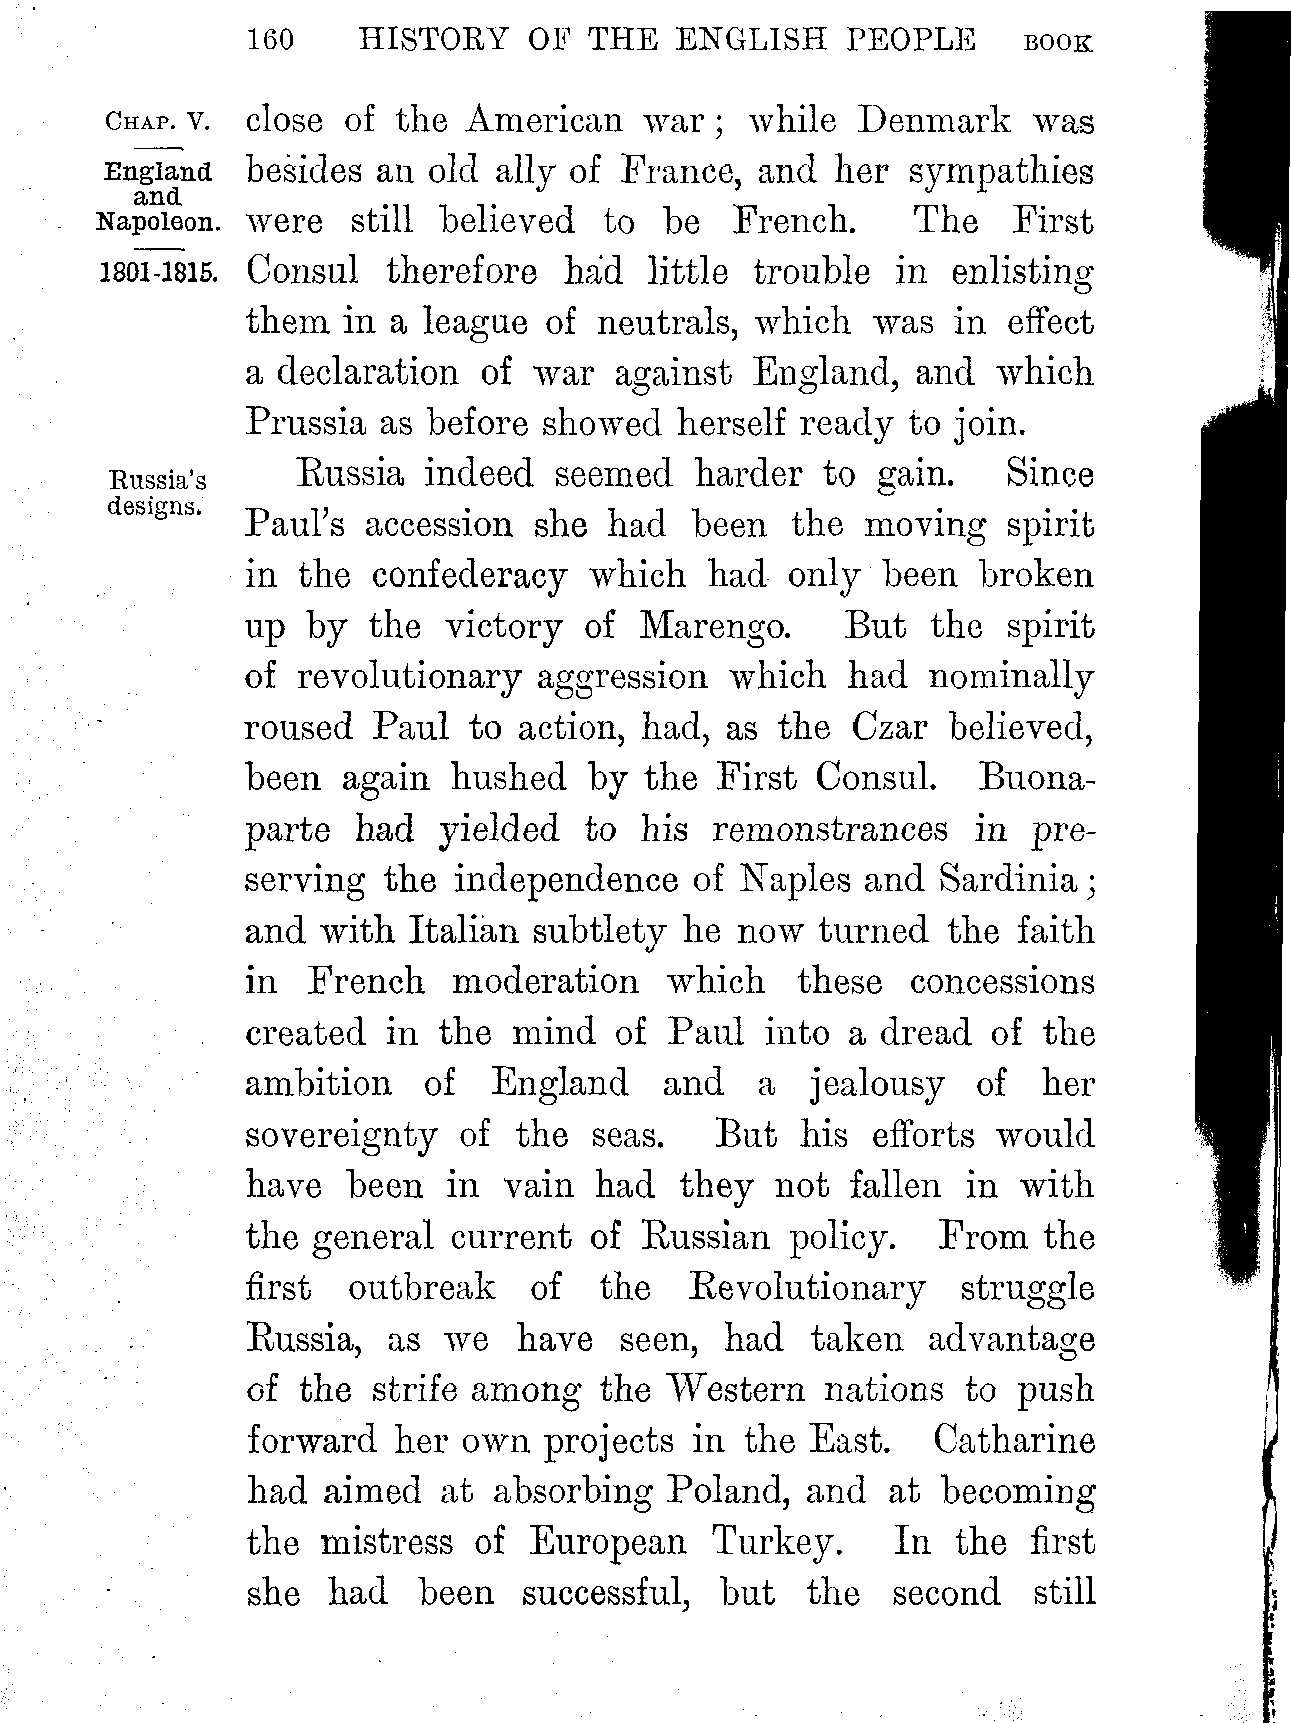 160 HISTORY OF THE ENGLISH PEOPLE BOOK
CHAP. V.
England
and
Napoleon.
1801-1815.
close of the American war ; while Denmark was
besides an old ally of France, and her sympathies
were still believed to be French. The First
Consul therefore had little trouble in enlisting
them in a league of neutrals, which was in effect
a declaration of war against England, and which
Prussia as before showed herself ready to join.
Russia's
designs.
Russia indeed seemed harder to gain. Since
Paul's accession she had been the moving spirit
in the confederacy which had only been broken
up by the victory of Marengo. But the spirit
of revolutionary aggression which had nominally
roused Paul to action, had, as the Czar believed,
been again hushed by the First Consul. Buona-
parte had yielded to his remonstrances in pre-
serving the independence of Naples and Sardinia ;
and with Italian subtlety he now turned the faith
in French moderation which these concessions
created in the mind of Paul into a dread of the
ambition of England and a jealousy of her
sovereignty of the seas. But his efforts would
have been in vain had they not fallen in with
the general current of Russian policy. From the
first outbreak of the Revolutionary struggle
Russia, as we have seen, had taken advantage
of the strife among the Western nations to push
forward her own projects in the East. Catharine
had aimed at absorbing Poland, and at becoming
the mistress of European Turkey. In the first
she had been successful, but the second still